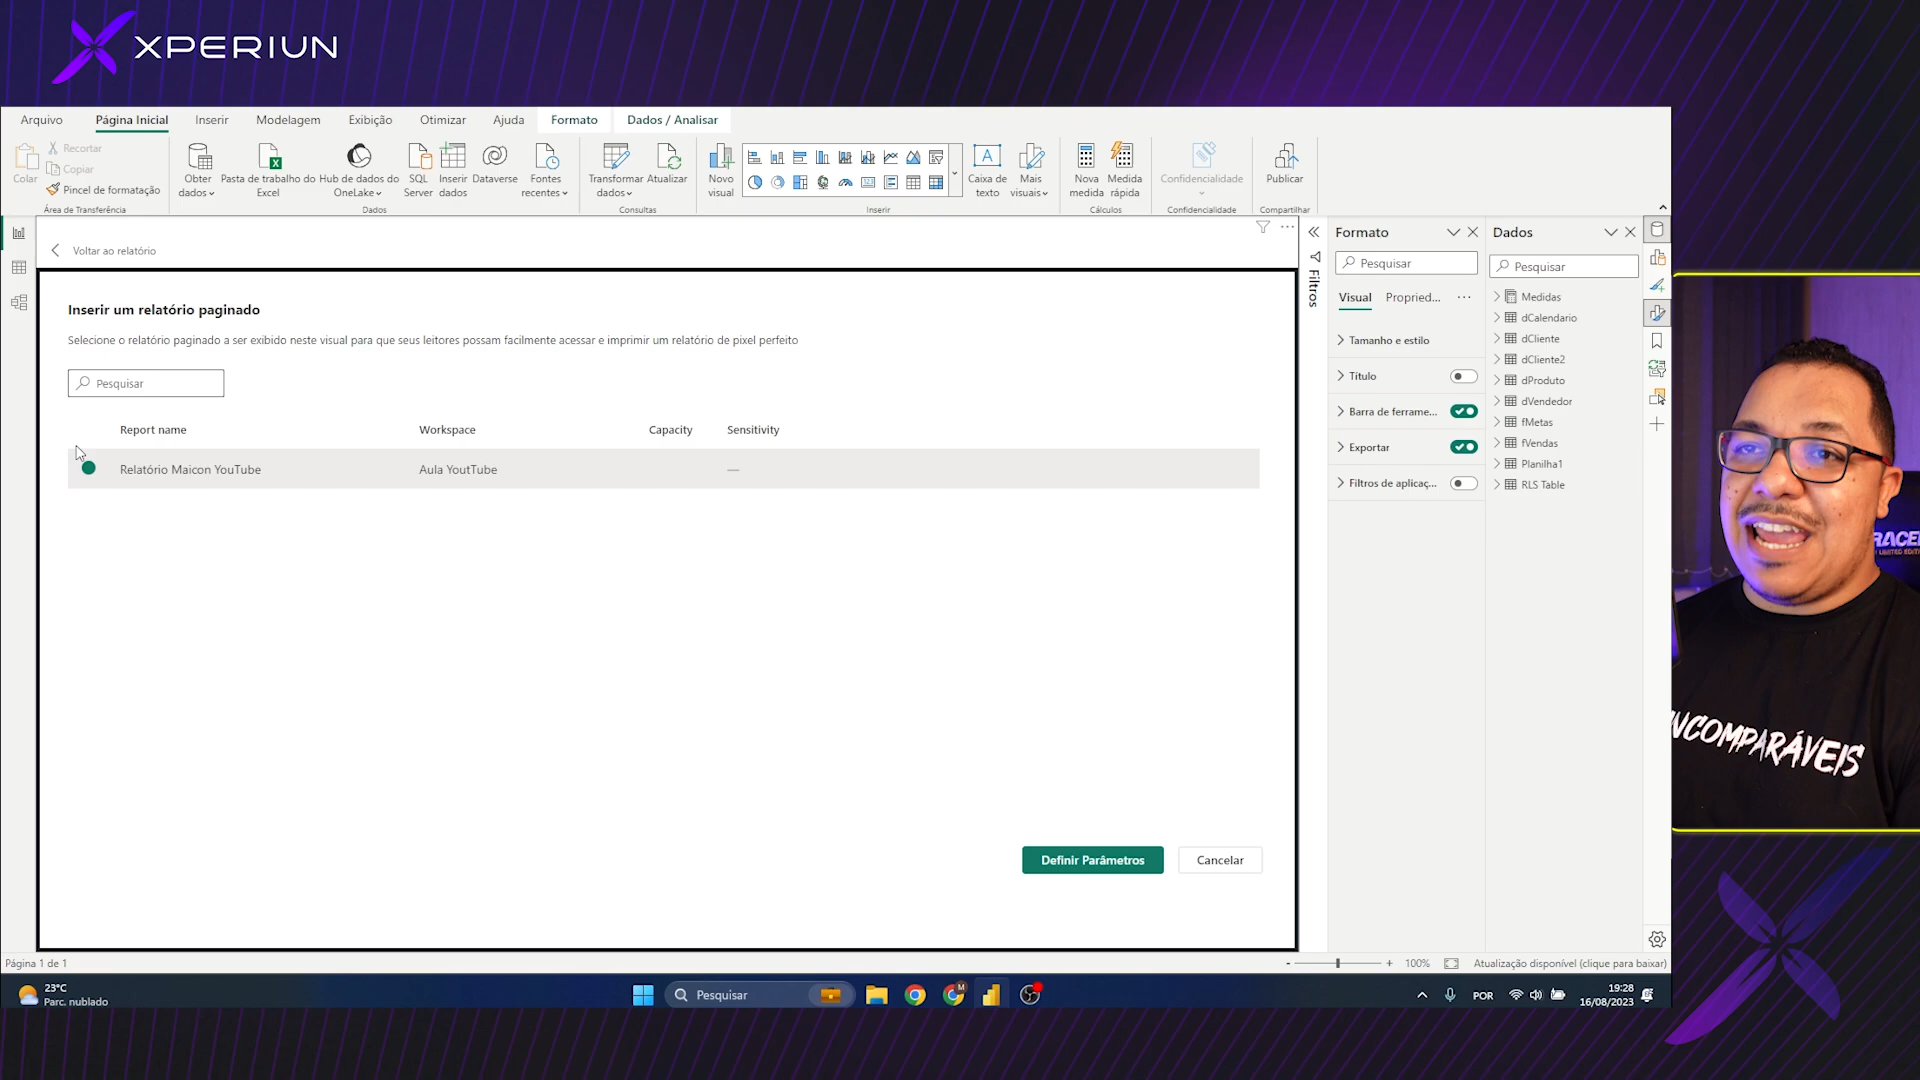 XPERIUN
Arquivo
Página Inicial
Inserir
Modelagem
Exibição
Otimizar
Ajuda
Formato
Dados / Analisar
Colar
Recortar
Copiar
Pincel de formatação
Área de Transferência
Obter
dados
Pasta de trabalho do
Excel
Hub de dados do
OneLake
SQL
Server
Inserir
dados
Dataverse
Fontes
recentes
Dados
Transformar
dados
Atualizar
Consultas
Novo
visual
Caixa de
texto
Mais
visuais
Inserir
Nova
medida
Medida
rápida
Cálculos
Confidencialidade
Confidencialidade
Publicar
Compartilhar
Voltar ao relatório
Inserir um relatório paginado
Selecione o relatório paginado a ser exibido neste visual para que seus leitores possam facilmente acessar e imprimir um relatório de pixel perfeito
Pesquisar
Report name
Workspace
Capacity
Sensitivity
Relatório Maicon YouTube
Aula YoutTube
—
Definir Parâmetros
Cancelar
Filtros
Formato
Pesquisar
Visual
Propried...
Tamanho e estilo
Título
Barra de ferrame...
Exportar
Filtros de aplicaç...
Dados
Pesquisar
Medidas
dCalendario
dCliente
dCliente2
dProduto
dVendedor
fMetas
fVendas
Planilha1
RLS Table
RACER
LIMITED EDITI
INCOMPARÁVEIS
Página 1 de 1
- + 100%
Atualização disponível (clique para baixar)
23°C
Parc. nublado
Pesquisar
M
POR
19:28
16/08/2023